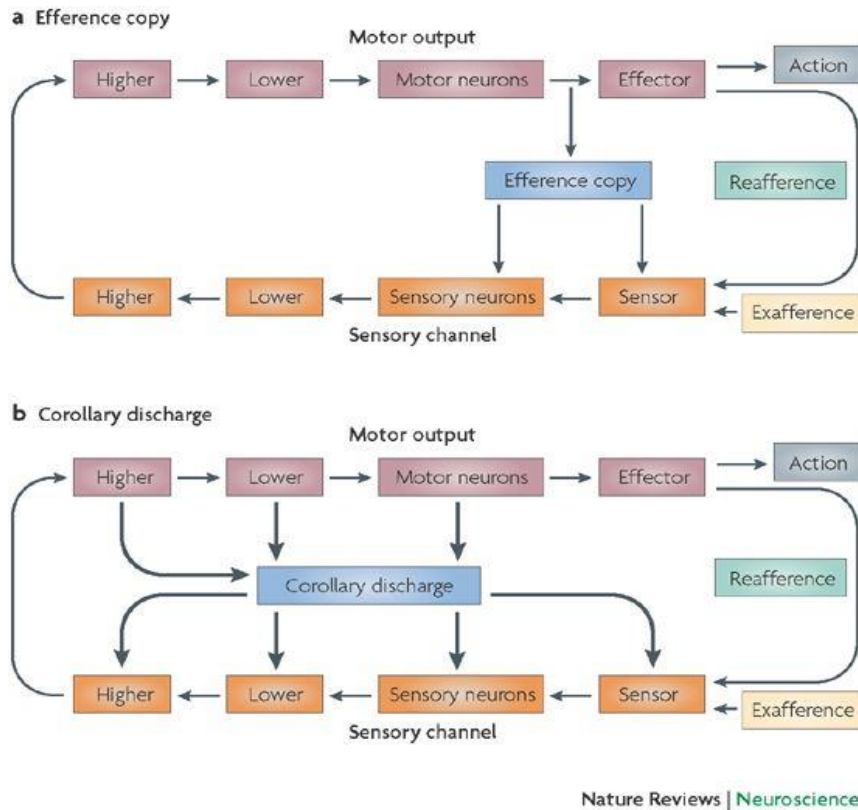 a Efference copy
Motor output
Higher Lower Motor neurons Effector Action
Efference copy Reafference
Higher Lower Sensory neurons Sensor
Exafference
Sensory channel
b Corollary discharge
Motor output
Higher Lower Motor neurons Effector Action
Corollary discharge Reafference
Higher Lower Sensory neurons Sensor
Exafference
Sensory channel
Nature Reviews | Neuroscience